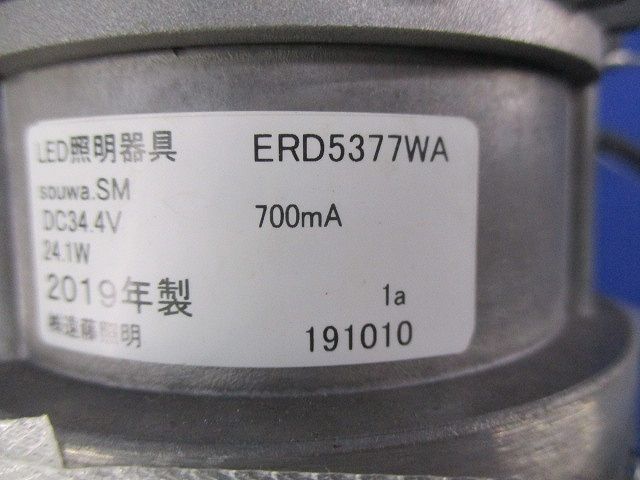 LED照明器具 ERD5377WA
souwa.SM
DC34.4V 700mA
24.1W
2019年製 1a
㈱遠藤照明 191010